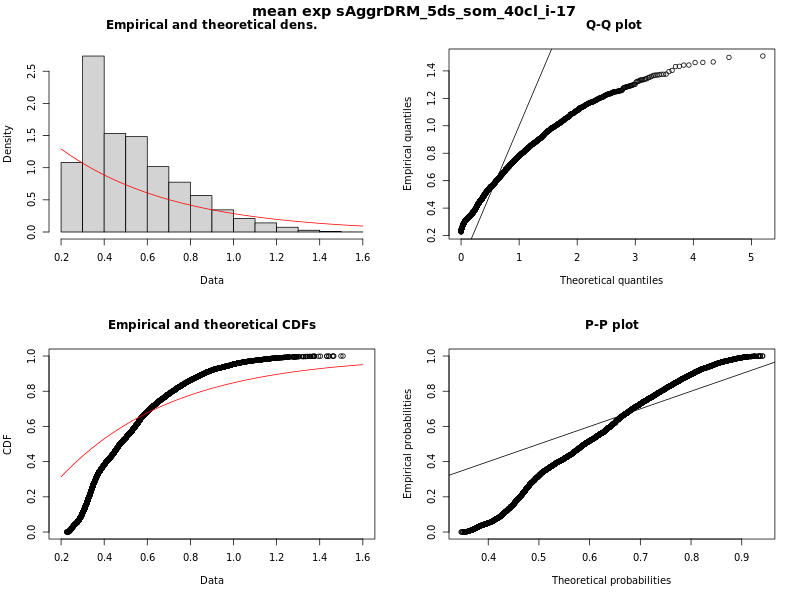 mean exp sAggrDRM_5ds_som_40cl_i-17
Empirical and theoretical dens.
Density
0.0 0.5 1.0 1.5 2.0 2.5
0.2 0.4 0.6 0.8 1.0 1.2 1.4 1.6
Data
Q-Q plot
Empirical quantiles
0.2 0.4 0.6 0.8 1.0 1.2 1.4
0 1 2 3 4 5
Theoretical quantiles
Empirical and theoretical CDFs
CDF
0.0 0.2 0.4 0.6 0.8 1.0
0.2 0.4 0.6 0.8 1.0 1.2 1.4 1.6
Data
P-P plot
Empirical probabilities
0.0 0.2 0.4 0.6 0.8 1.0
0.4 0.5 0.6 0.7 0.8 0.9
Theoretical probabilities